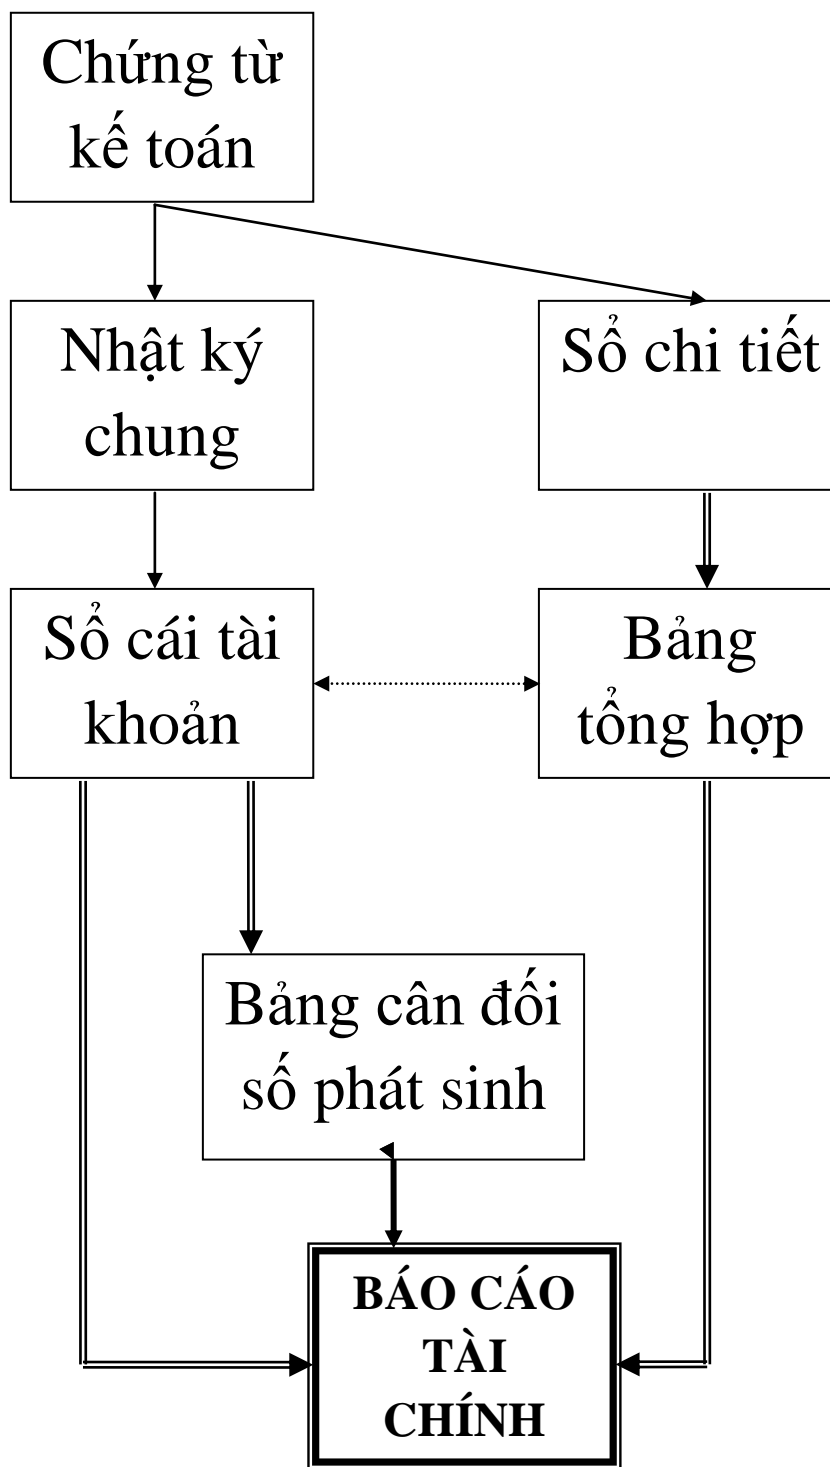 Chứng từ
kế toán
Nhật ký
chung
Sổ chi tiết
Sổ cái tài
khoản
Bảng
tổng hợp
Bảng cân đối
số phát sinh
BÁO CÁO
TÀI
CHÍNH